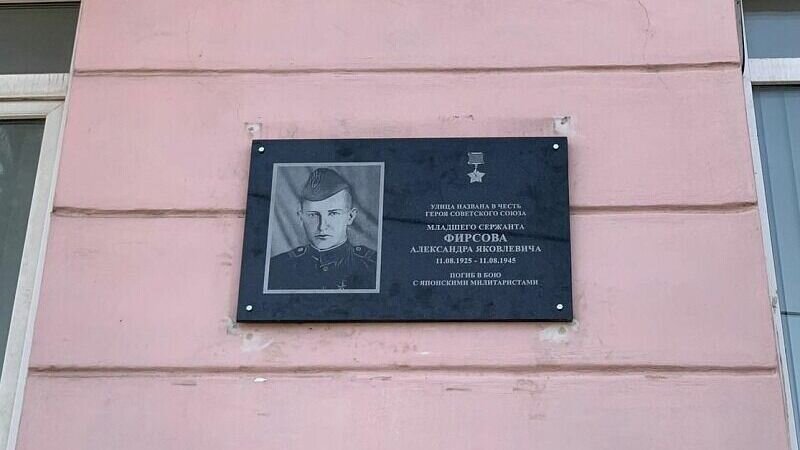 УЛИЦА НАЗВАНА В ЧЕСТЬ
ГЕРОЯ СОВЕТСКОГО СОЮЗА
МЛАДШЕГО СЕРЖАНТА
ФИРСОВА
АЛЕКСАНДРА ЯКОВЛЕВИЧА
11.08.1925 - 11.08.1945
ПОГИБ В БОЮ
С ЯПОНСКИМИ МИЛИТАРИСТАМИ